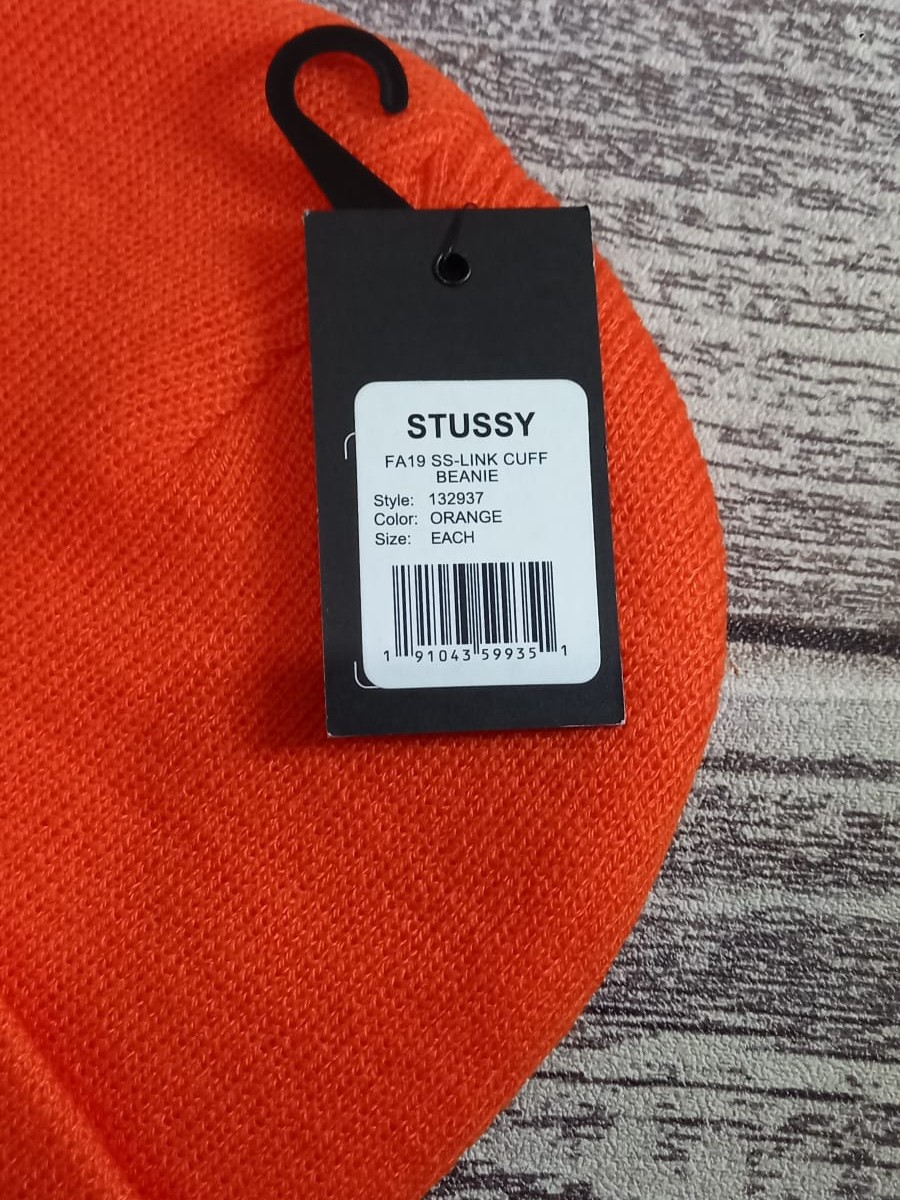 STUSSY
FA19 SS-LINK CUFF
BEANIE
Style: 132937
Color: ORANGE
Size: EACH
1 91043 59935 1